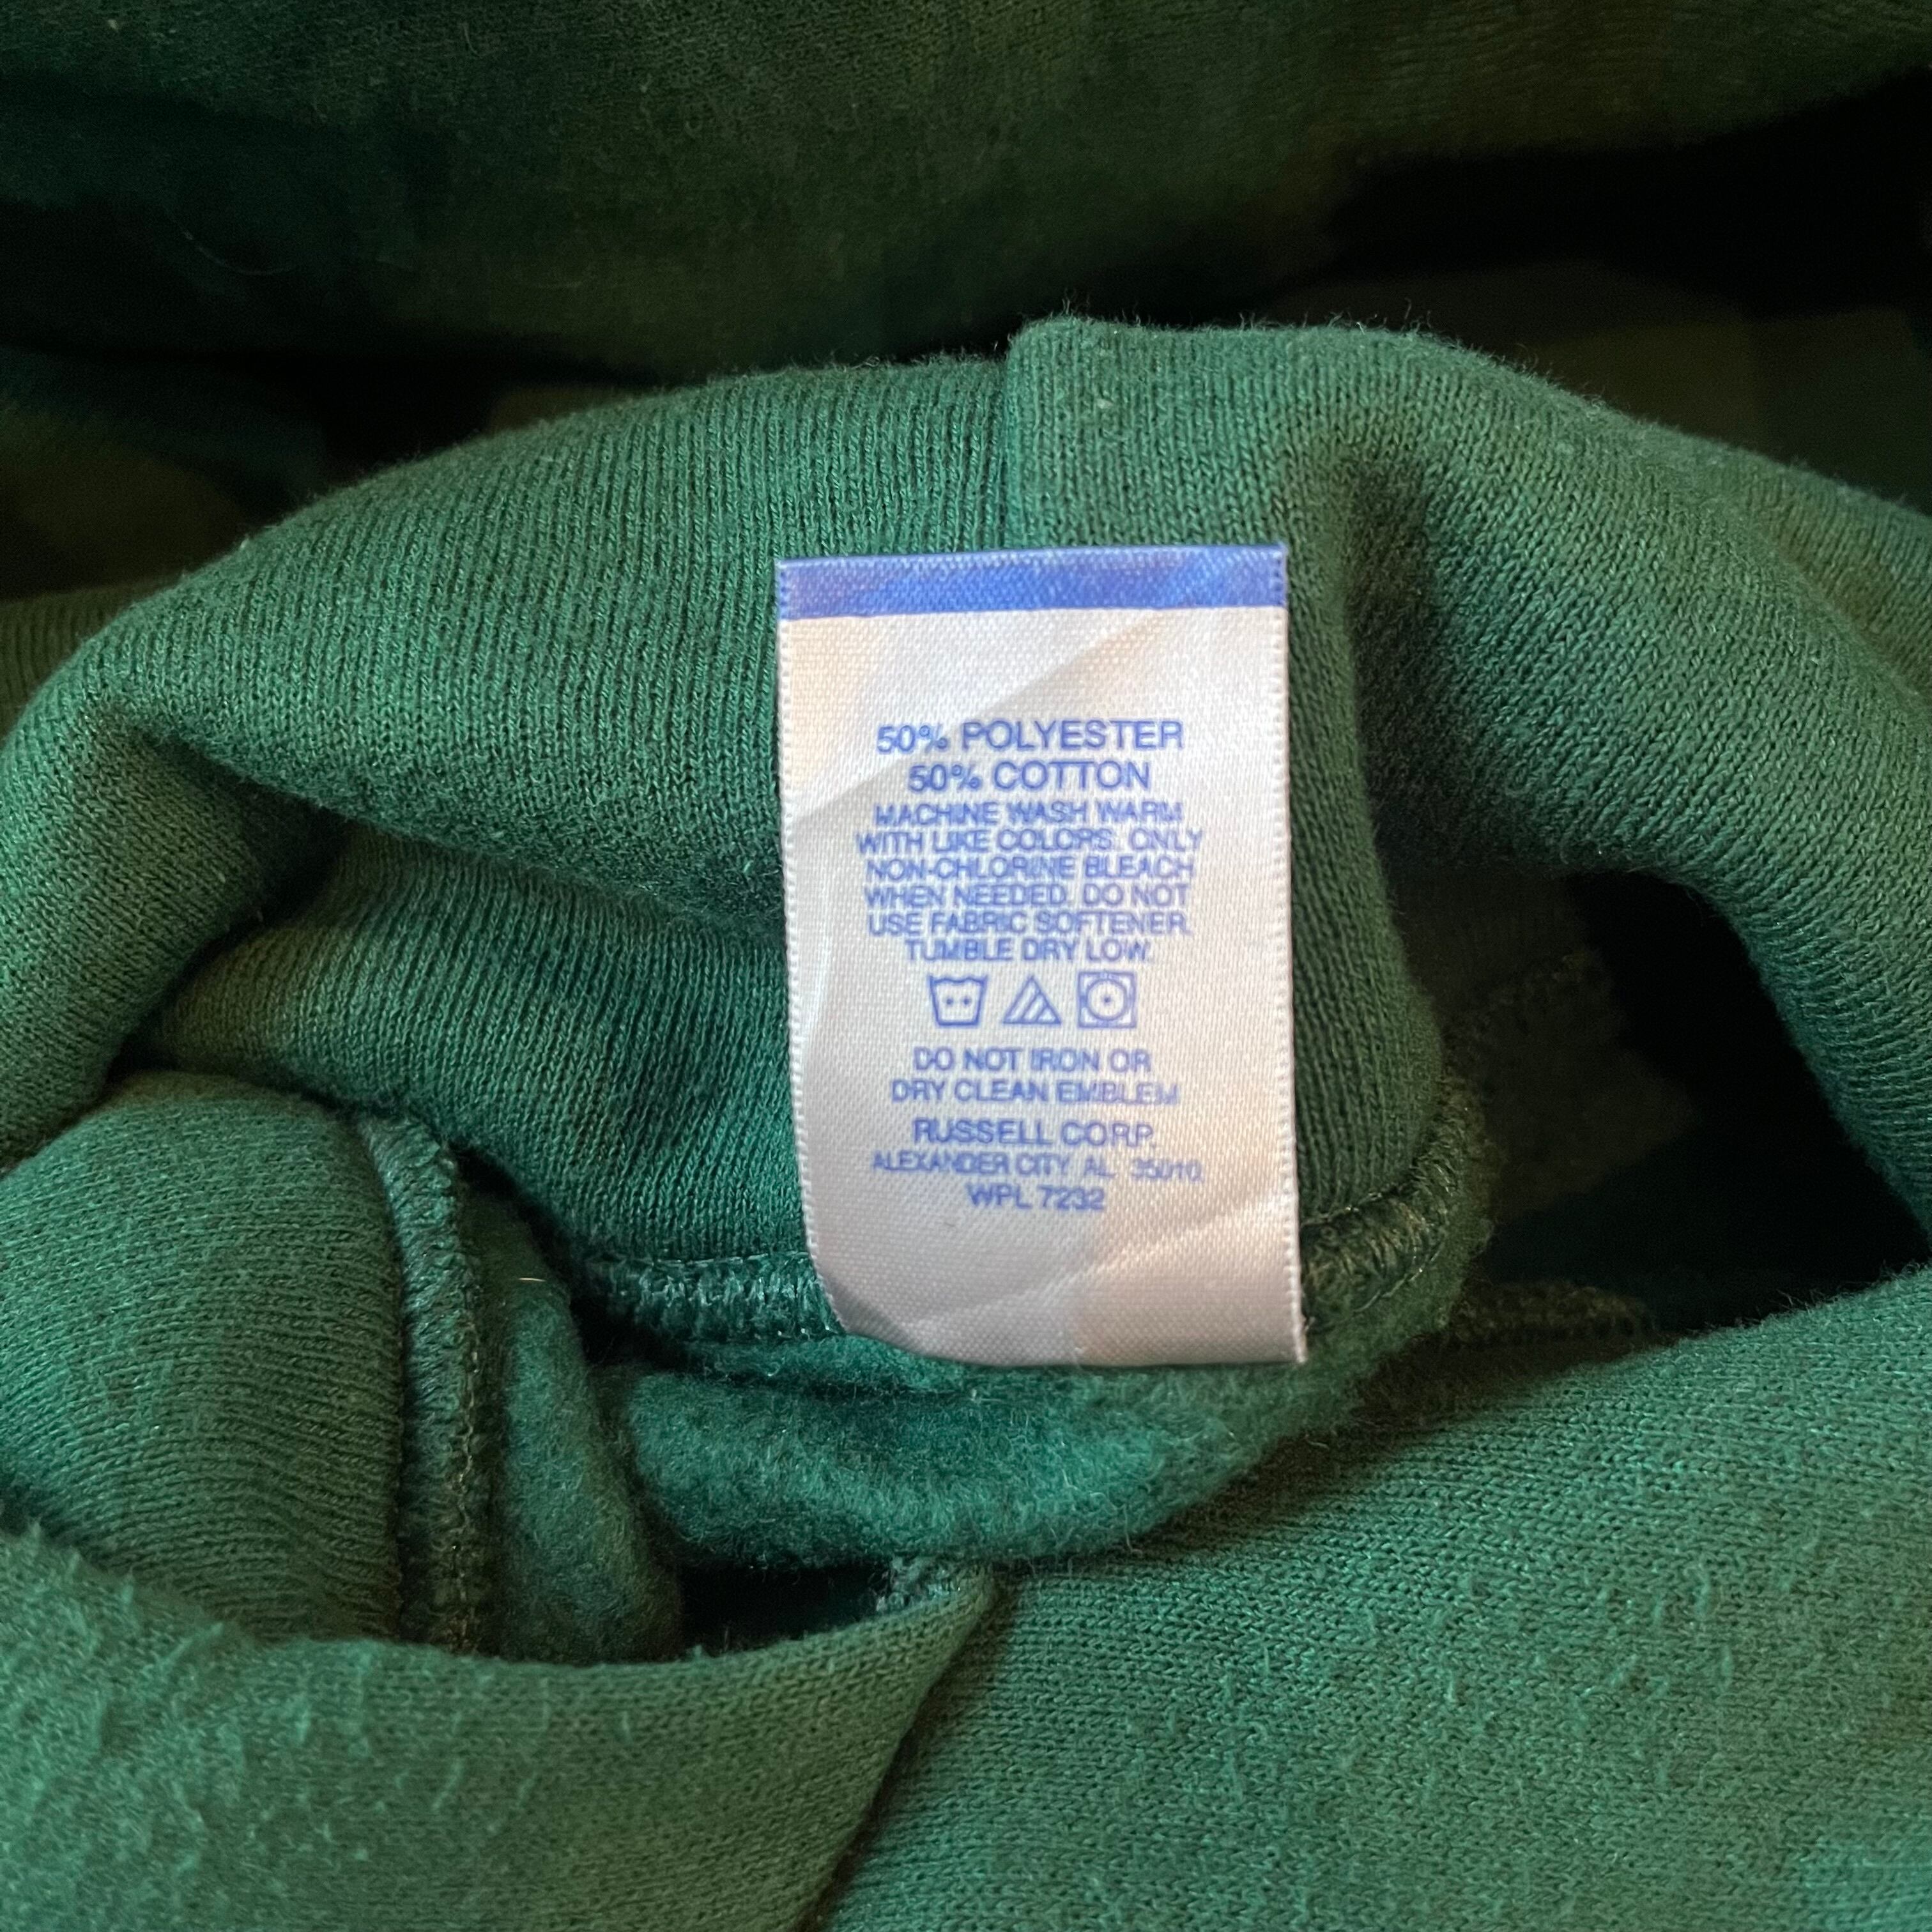 50% POLYESTER
50% COTTON
MACHINE WASH WARM
WITH LIKE COLORS. ONLY
NON-CHLORINE BLEACH
WHEN NEEDED. DO NOT
USE FABRIC SOFTENER.
TUMBLE DRY LOW.
DO NOT IRON OR
DRY CLEAN EMBLEM
RUSSELL CORP.
ALEXANDER CITY AL 35010
WPL 7232